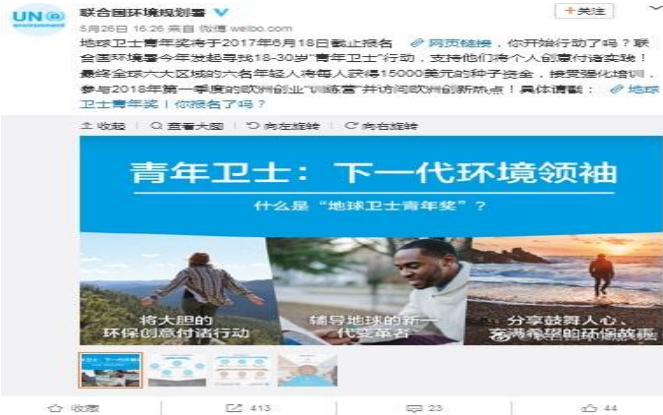 UN
environment
联合国环境规划署
+关注
5月26日 16:26 来自 微博 weibo.com
地球卫士青年奖将于2017年6月18日截止报名 网页链接，你开始行动了吗？联
合国环境署今年发起寻找18-30岁"青年卫士"行动，支持他们将个人创意付诸实践！
最终全球六大区域的六名年轻人将每人获得15000美元的种子资金，接受强化培训，
参与2018年第一季度的欧洲创业"训练营"并访问欧洲创新热点！具体请戳： 地球
卫士青年奖丨你报名了吗？
收起 查看大图 向左旋转 向右旋转
青年卫士：下一代环境领袖
什么是“地球卫士青年奖”？
将大胆的
环保创意付诸行动
辅导地球的新一
代变革者
分享鼓舞人心、
充满希望的环保故事
收藏 413 23 44